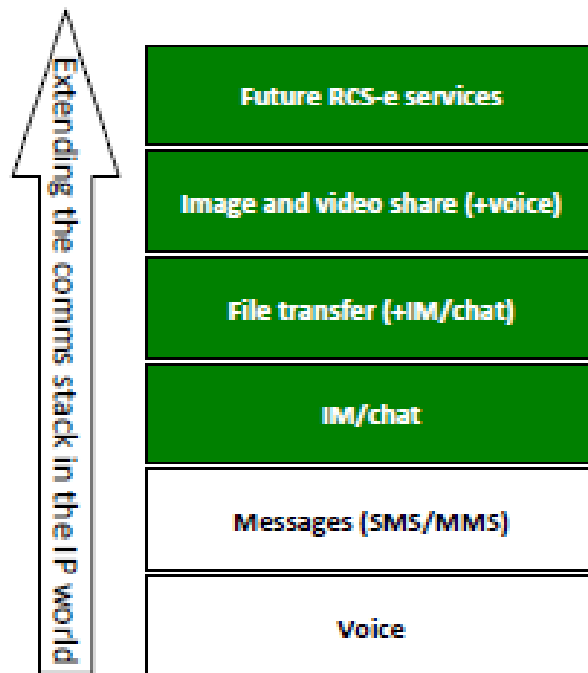 Extending the comms stack in the IP world
Future RCS-e services
Image and video share (+voice)
File transfer (+IM/chat)
IM/chat
Messages (SMS/MMS)
Voice